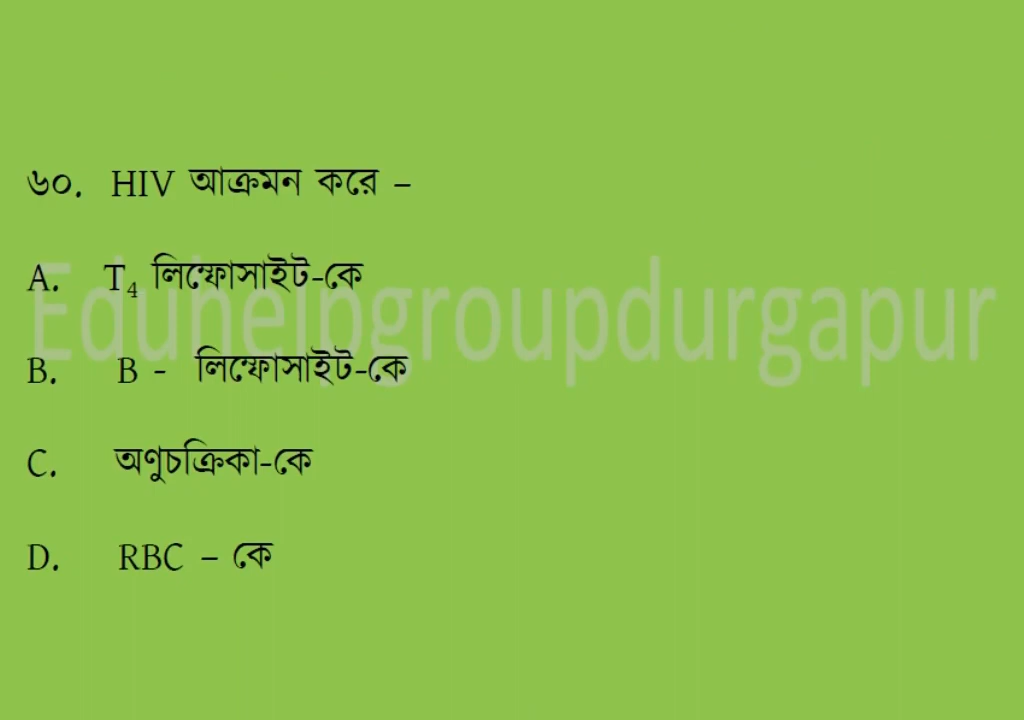 ৬০. HIV আক্রমন করে –
A. T₄ লিম্ফোসাইট-কে
Eduhelpgroupdurgapur
B. B - লিম্ফোসাইট-কে
C. অণুচক্রিকা-কে
D. RBC – কে